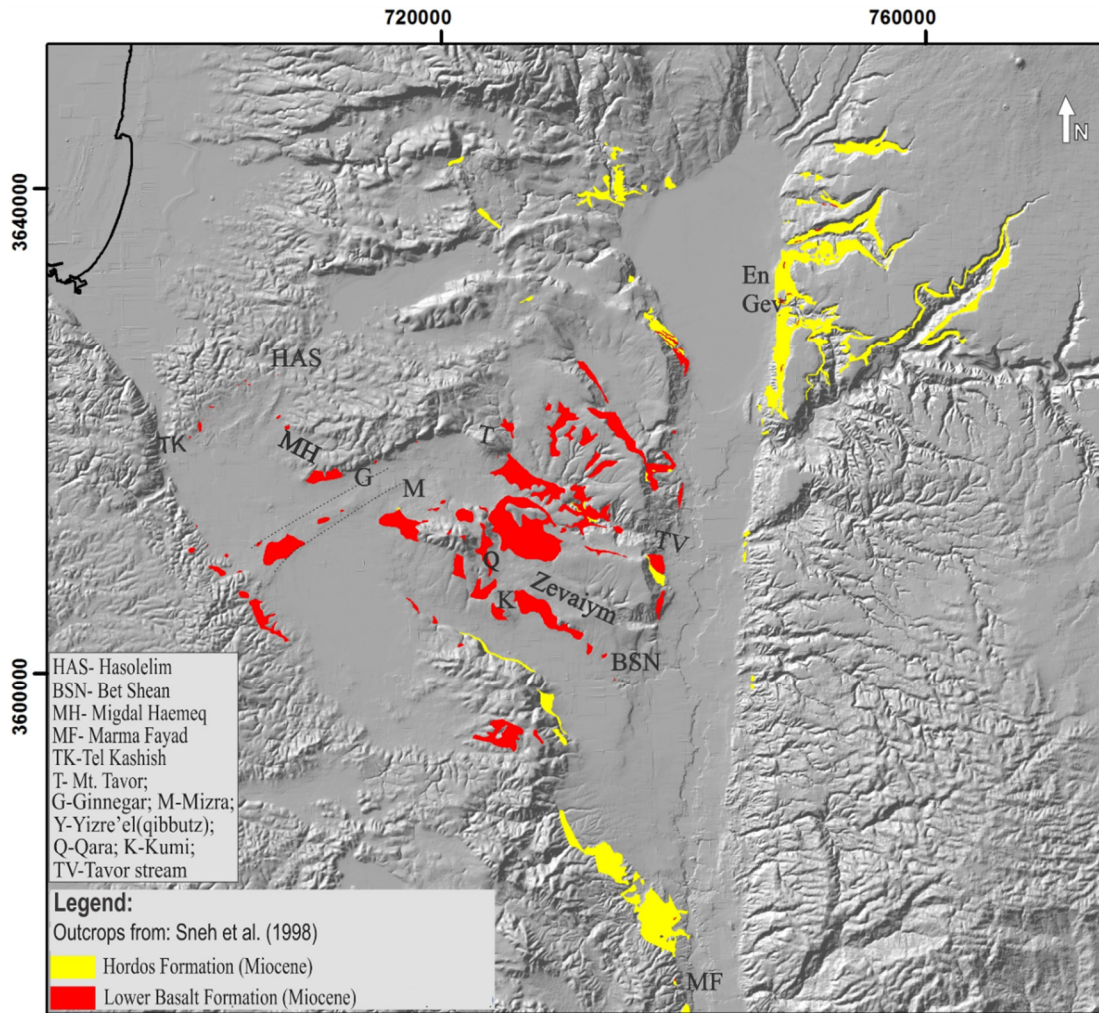 720000
760000
N
3640000
En
Gev
HAS
TK
MH
G
T
M
TV
Q
K
Zevaiym
BSN
3600000
HAS- Hasolelim
BSN- Bet Shean
MH- Migdal Haemeq
MF- Marma Fayad
TK-Tel Kashish
T- Mt. Tavor;
G-Ginnegar; M-Mizra;
Y-Yizre’el(qibbutz);
Q-Qara; K-Kumi;
TV-Tavor stream
Legend:
Outcrops from: Sneh et al. (1998)
Hordos Formation (Miocene)
Lower Basalt Formation (Miocene)
MF